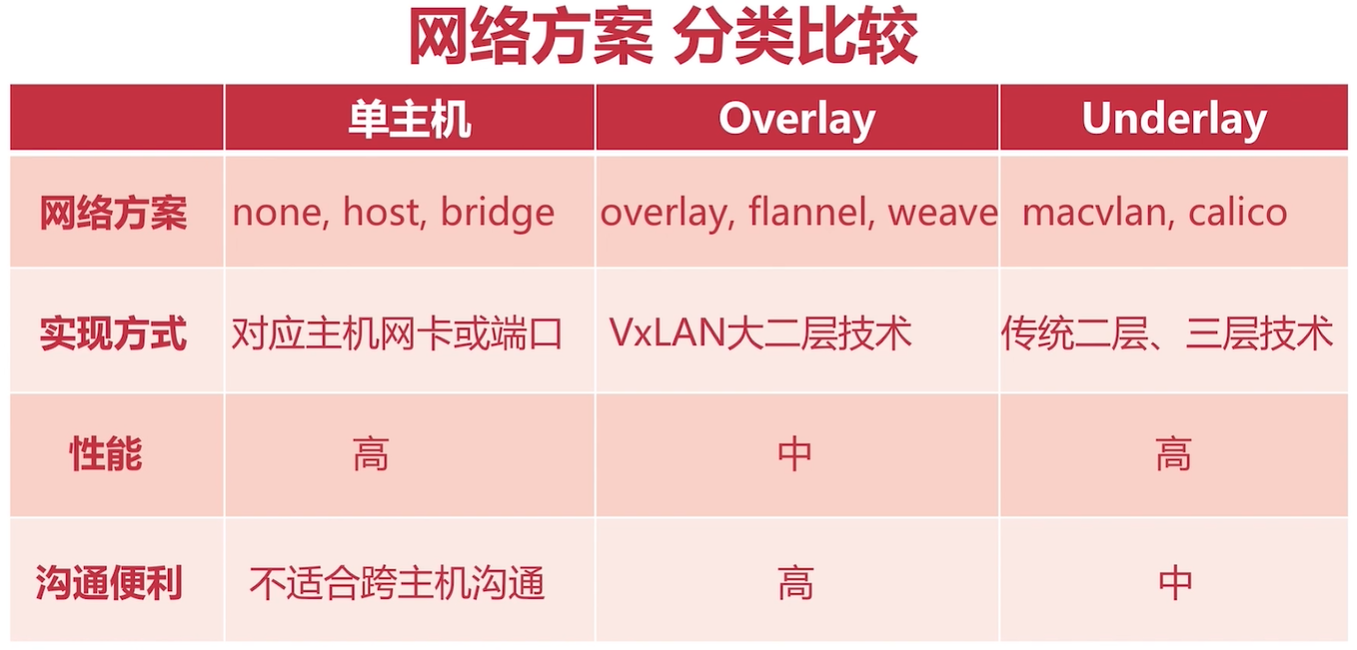 网络方案 分类比较
单主机 Overlay Underlay
网络方案 none, host, bridge overlay, flannel, weave macvlan, calico
实现方式 对应主机网卡或端口 VxLAN大二层技术 传统二层、三层技术
性能 高 中 高
沟通便利 不适合跨主机沟通 高 中